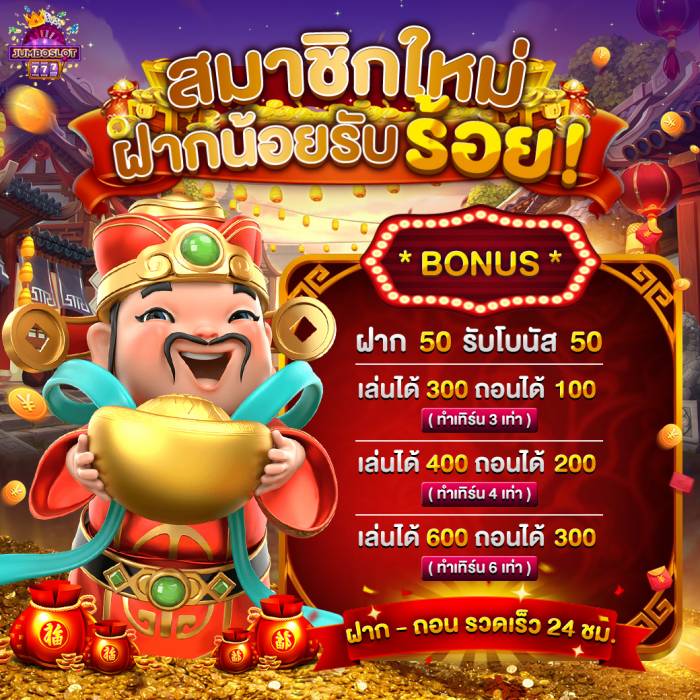 JUMBOSLOT
777
สมาชิกใหม่
ฝากน้อยรับร้อย!
* BONUS *
ฝาก 50 รับโบนัส 50
เล่นได้ 300 ถอนได้ 100
( ทำเทิร์น 3 เท่า )
เล่นได้ 400 ถอนได้ 200
( ทำเทิร์น 4 เท่า )
เล่นได้ 600 ถอนได้ 300
( ทำเทิร์น 6 เท่า )
ฝาก - ถอน รวดเร็ว 24 ชม.
福
福
福
福
¥
¥